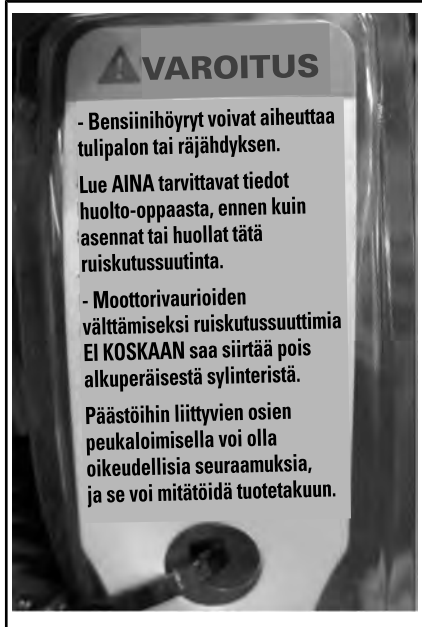 VAROITUS
- Bensiinihöyryt voivat aiheuttaa
tulipalon tai räjähdyksen.
Lue AINA tarvittavat tiedot
huolto-oppaasta, ennen kuin
asennat tai huollat tätä
ruiskutussuutinta.
- Moottorivaurioiden
välttämiseksi ruiskutussuuttimia
EI KOSKAAN saa siirtää pois
alkuperäisestä sylinteristä.
Päästöihin liittyvien osien
peukaloimisella voi olla
oikeudellisia seuraamuksia,
ja se voi mitätöidä tuotetakuun.